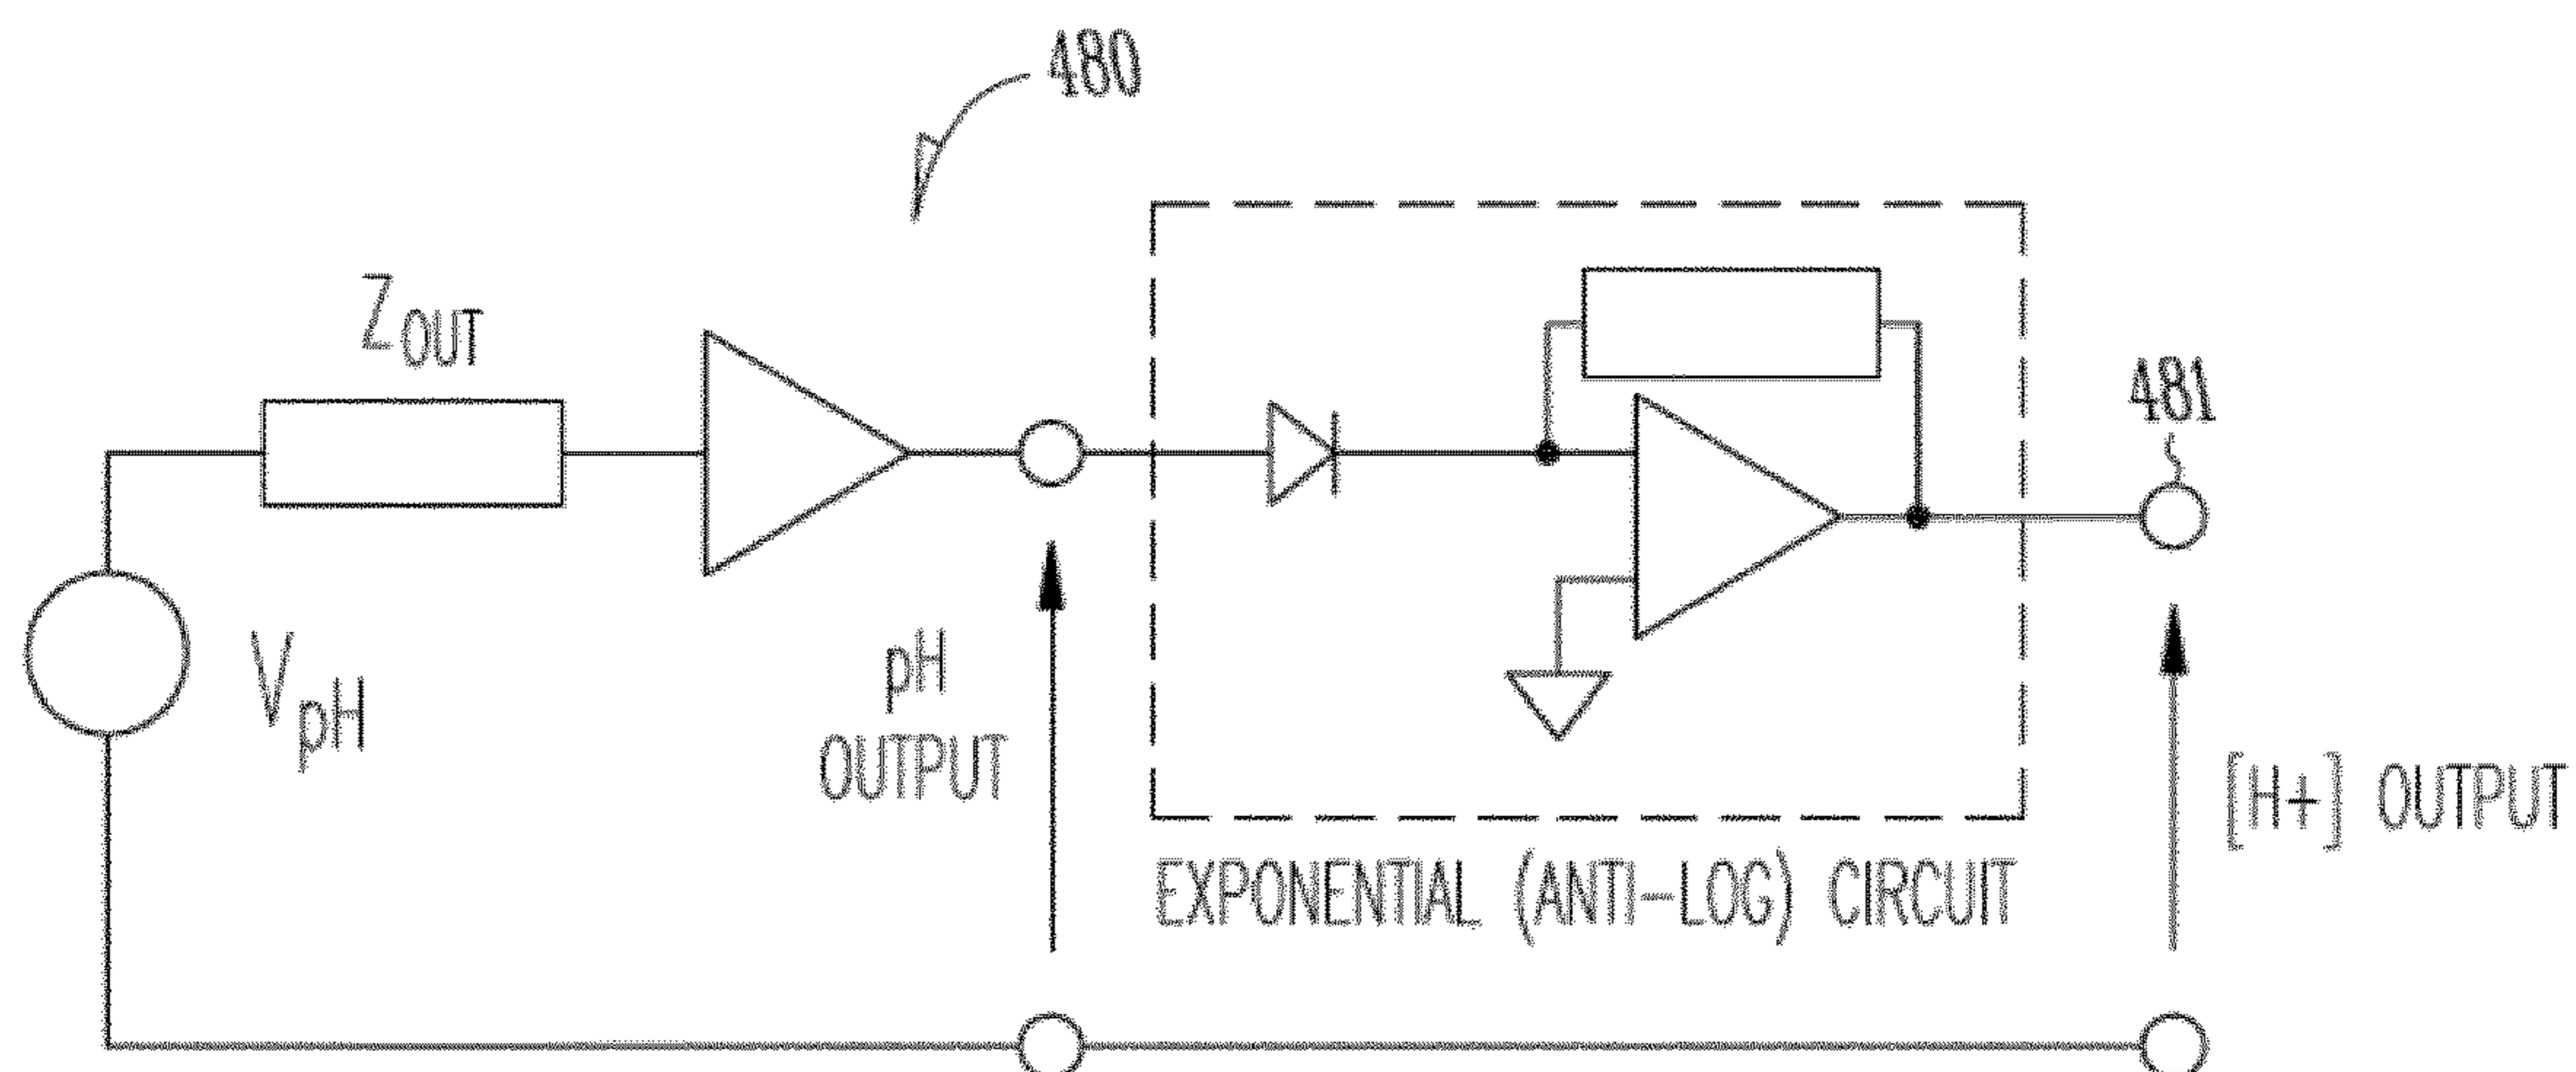 480
Z OUT
481
V pH
pH
OUTPUT
[H+] OUTPUT
EXPONENTIAL (ANTI-LOG) CIRCUIT